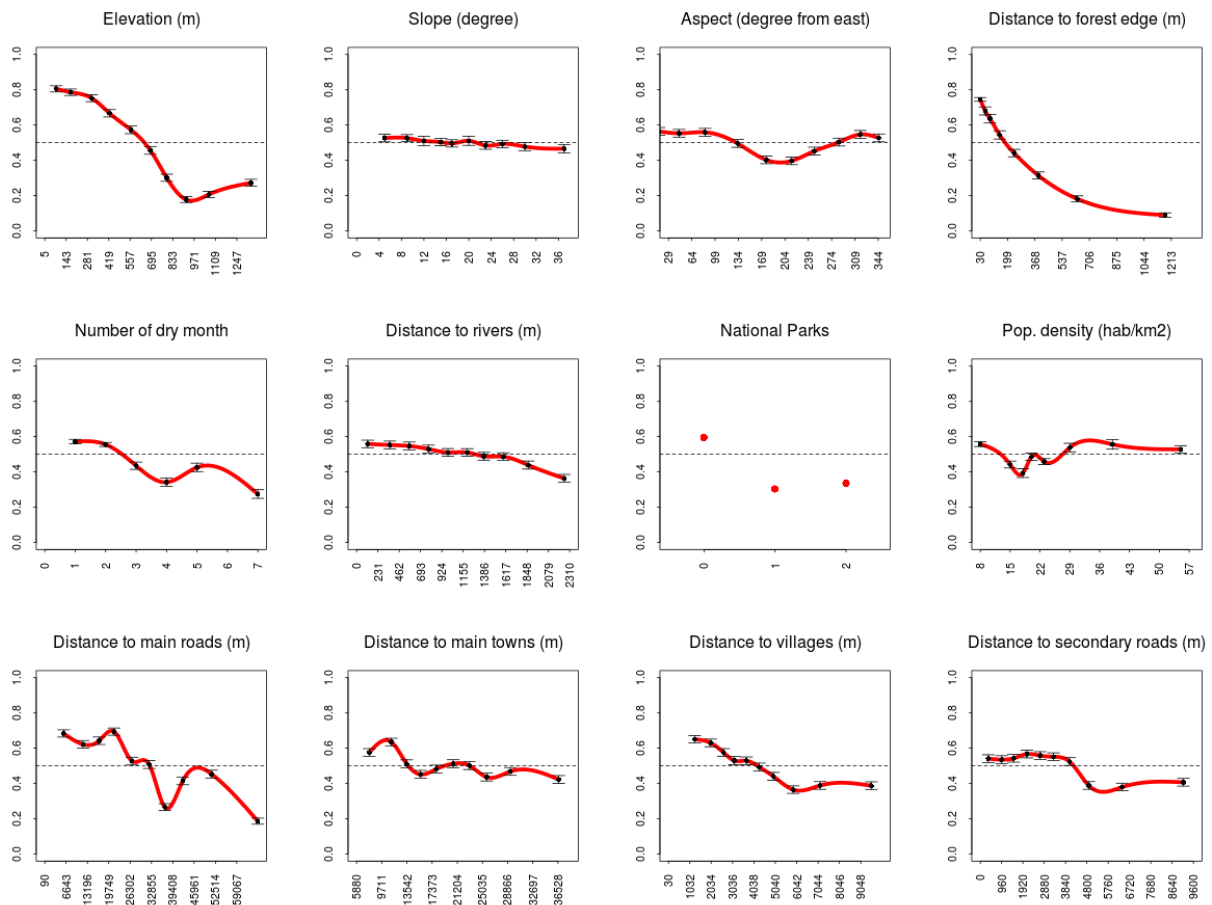 Elevation (m)
0.0 0.2 0.4 0.6 0.8 1.0
5 143 281 419 557 695 833 971 1109 1247
Slope (degree)
0.0 0.2 0.4 0.6 0.8 1.0
0 4 8 12 16 20 24 28 32 36
Aspect (degree from east)
0.0 0.2 0.4 0.6 0.8 1.0
29 64 99 134 169 204 239 274 309 344
Distance to forest edge (m)
0.0 0.2 0.4 0.6 0.8 1.0
30 199 368 537 706 875 1044 1213
Number of dry month
0.0 0.2 0.4 0.6 0.8 1.0
0 1 2 3 4 5 6 7
Distance to rivers (m)
0.0 0.2 0.4 0.6 0.8 1.0
0 231 462 693 924 1155 1386 1617 1848 2079 2310
National Parks
0.0 0.2 0.4 0.6 0.8 1.0
0 1 2
Pop. density (hab/km2)
0.0 0.2 0.4 0.6 0.8 1.0
8 15 22 29 36 43 50 57
Distance to main roads (m)
0.0 0.2 0.4 0.6 0.8 1.0
90 6643 13196 19749 26302 32855 39408 45961 52514 59067
Distance to main towns (m)
0.0 0.2 0.4 0.6 0.8 1.0
5880 9711 13542 17373 21204 25035 28866 32697 36528
Distance to villages (m)
0.0 0.2 0.4 0.6 0.8 1.0
30 1032 2034 3036 4038 5040 6042 7044 8046 9048
Distance to secondary roads (m)
0.0 0.2 0.4 0.6 0.8 1.0
0 960 1920 2880 3840 4800 5760 6720 7680 8640 9600